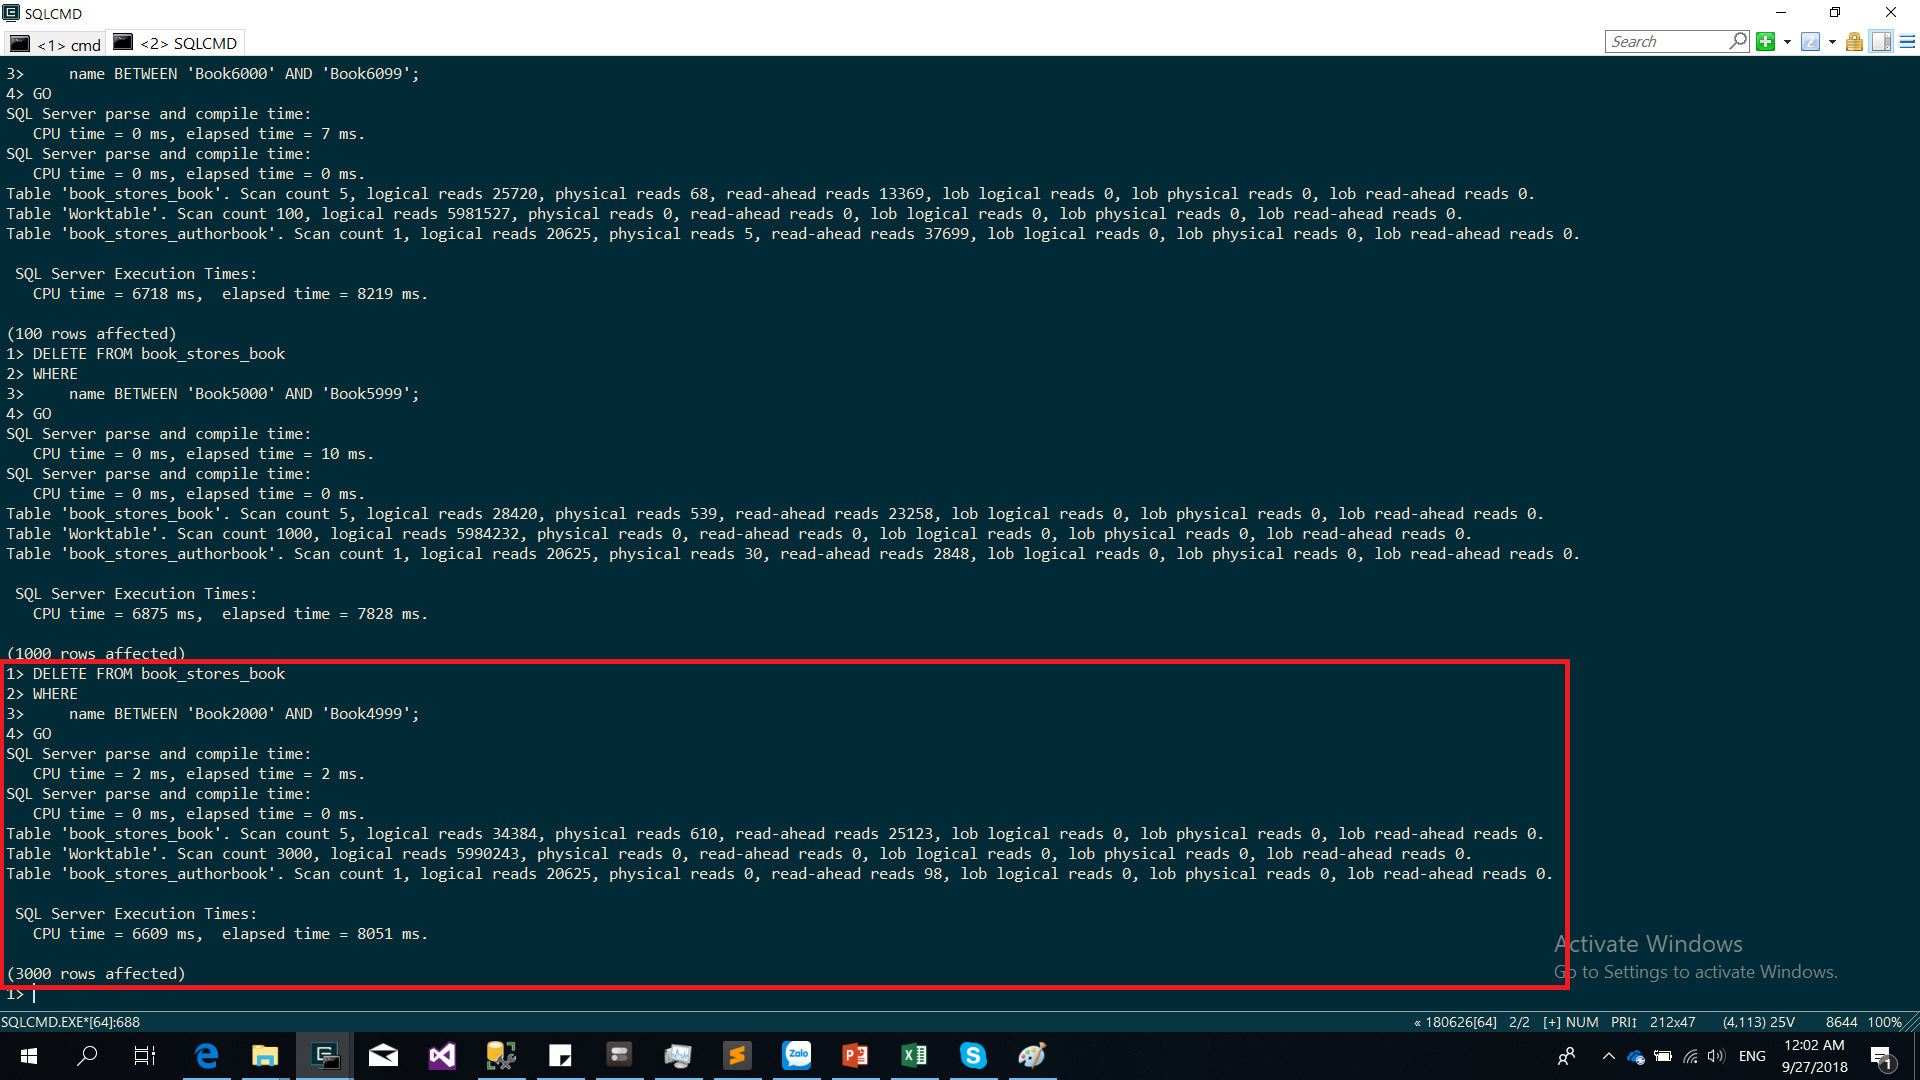 SQLCMD
<1> cmd
<2> SQLCMD
Search
3>     name BETWEEN 'Book6000' AND 'Book6099';
4> GO
SQL Server parse and compile time:
   CPU time = 0 ms, elapsed time = 7 ms.
SQL Server parse and compile time:
   CPU time = 0 ms, elapsed time = 0 ms.
Table 'book_stores_book'. Scan count 5, logical reads 25720, physical reads 68, read-ahead reads 13369, lob logical reads 0, lob physical reads 0, lob read-ahead reads 0.
Table 'Worktable'. Scan count 100, logical reads 5981527, physical reads 0, read-ahead reads 0, lob logical reads 0, lob physical reads 0, lob read-ahead reads 0.
Table 'book_stores_authorbook'. Scan count 1, logical reads 20625, physical reads 5, read-ahead reads 37699, lob logical reads 0, lob physical reads 0, lob read-ahead reads 0.
 SQL Server Execution Times:
   CPU time = 6718 ms,  elapsed time = 8219 ms.
(100 rows affected)
1> DELETE FROM book_stores_book
2> WHERE
3>     name BETWEEN 'Book5000' AND 'Book5999';
4> GO
SQL Server parse and compile time:
   CPU time = 0 ms, elapsed time = 10 ms.
SQL Server parse and compile time:
   CPU time = 0 ms, elapsed time = 0 ms.
Table 'book_stores_book'. Scan count 5, logical reads 28420, physical reads 539, read-ahead reads 23258, lob logical reads 0, lob physical reads 0, lob read-ahead reads 0.
Table 'Worktable'. Scan count 1000, logical reads 5984232, physical reads 0, read-ahead reads 0, lob logical reads 0, lob physical reads 0, lob read-ahead reads 0.
Table 'book_stores_authorbook'. Scan count 1, logical reads 20625, physical reads 30, read-ahead reads 2848, lob logical reads 0, lob physical reads 0, lob read-ahead reads 0.
 SQL Server Execution Times:
   CPU time = 6875 ms,  elapsed time = 7828 ms.
(1000 rows affected)
1> DELETE FROM book_stores_book
2> WHERE
3>     name BETWEEN 'Book2000' AND 'Book4999';
4> GO
SQL Server parse and compile time:
   CPU time = 2 ms, elapsed time = 2 ms.
SQL Server parse and compile time:
   CPU time = 0 ms, elapsed time = 0 ms.
Table 'book_stores_book'. Scan count 5, logical reads 34384, physical reads 610, read-ahead reads 25123, lob logical reads 0, lob physical reads 0, lob read-ahead reads 0.
Table 'Worktable'. Scan count 3000, logical reads 5990243, physical reads 0, read-ahead reads 0, lob logical reads 0, lob physical reads 0, lob read-ahead reads 0.
Table 'book_stores_authorbook'. Scan count 1, logical reads 20625, physical reads 0, read-ahead reads 98, lob logical reads 0, lob physical reads 0, lob read-ahead reads 0.
 SQL Server Execution Times:
   CPU time = 6609 ms,  elapsed time = 8051 ms.
(3000 rows affected)
1>
Activate Windows
Go to Settings to activate Windows.
SQLCMD.EXE*[64]:688
« 180626[64]  2/2  [+] NUM  PRI↕  212x47  (4,113) 25V  8644  100%
Zalo
ENG
12:02 AM
9/27/2018
1